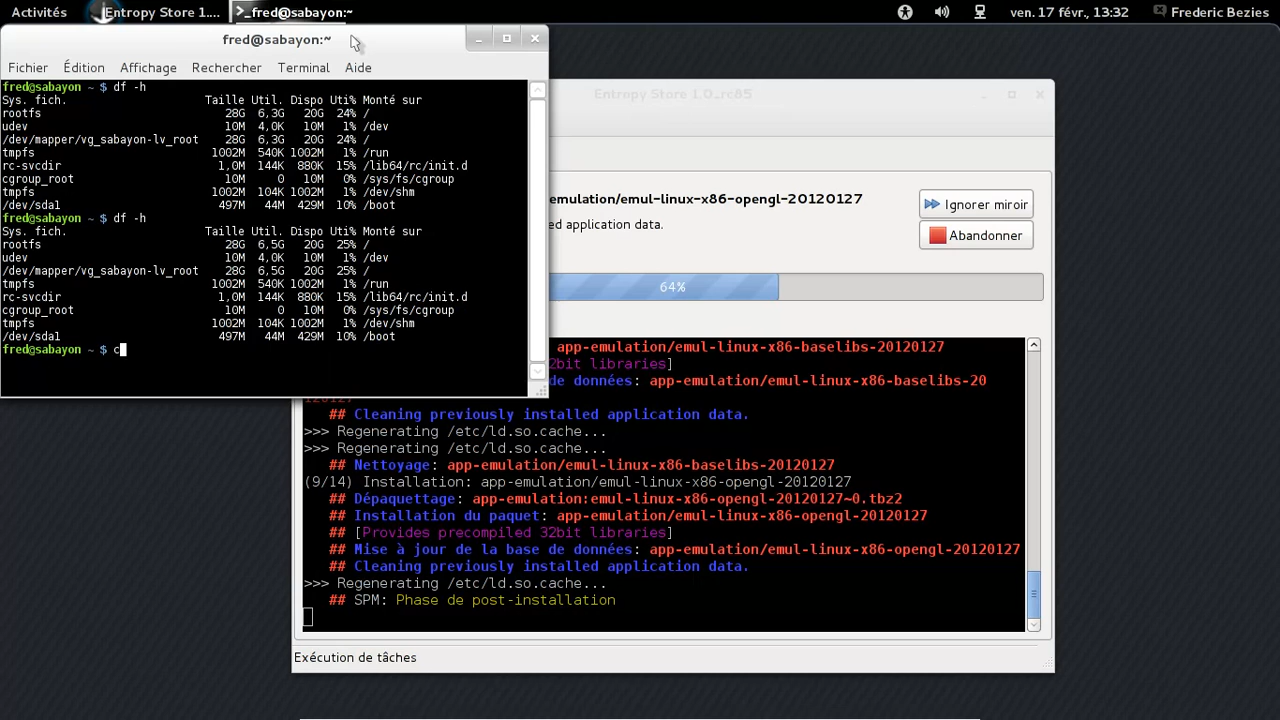 Activités
Entropy Store 1....
>_fred@sabayon:~
ven. 17 févr., 13:32
Frederic Bezies
fred@sabayon:~
Fichier Édition Affichage Rechercher Terminal Aide
fred@sabayon ~ $ df -h
Sys. fich. Taille Util. Dispo Uti% Monté sur
rootfs 28G 6,3G 20G 24% /
udev 10M 4,0K 10M 1% /dev
/dev/mapper/vg_sabayon-lv_root 28G 6,3G 20G 24% /
tmpfs 1002M 540K 1002M 1% /run
rc-svcdir 1,0M 144K 880K 15% /lib64/rc/init.d
cgroup_root 10M 0 10M 0% /sys/fs/cgroup
tmpfs 1002M 104K 1002M 1% /dev/shm
/dev/sda1 497M 44M 429M 10% /boot
fred@sabayon ~ $ df -h
Sys. fich. Taille Util. Dispo Uti% Monté sur
rootfs 28G 6,5G 20G 25% /
udev 10M 4,0K 10M 1% /dev
/dev/mapper/vg_sabayon-lv_root 28G 6,5G 20G 25% /
tmpfs 1002M 540K 1002M 1% /run
rc-svcdir 1,0M 144K 880K 15% /lib64/rc/init.d
cgroup_root 10M 0 10M 0% /sys/fs/cgroup
tmpfs 1002M 104K 1002M 1% /dev/shm
/dev/sda1 497M 44M 429M 10% /boot
fred@sabayon ~ $ c
Entropy Store 1.0_rc85
emulation/emul-linux-x86-opengl-20120127
ed application data.
Ignorer miroir
Abandonner
64%
app-emulation/emul-linux-x86-baselibs-20120127
2bit libraries]
de données: app-emulation/emul-linux-x86-baselibs-20
120127
## Cleaning previously installed application data.
>>> Regenerating /etc/ld.so.cache...
>>> Regenerating /etc/ld.so.cache...
## Nettoyage: app-emulation/emul-linux-x86-baselibs-20120127
(9/14) Installation: app-emulation/emul-linux-x86-opengl-20120127
## Dépaquettage: app-emulation:emul-linux-x86-opengl-20120127~0.tbz2
## Installation du paquet: app-emulation/emul-linux-x86-opengl-20120127
## [Provides precompiled 32bit libraries]
## Mise à jour de la base de données: app-emulation/emul-linux-x86-opengl-20120127
## Cleaning previously installed application data.
>>> Regenerating /etc/ld.so.cache...
## SPM: Phase de post-installation
Exécution de tâches